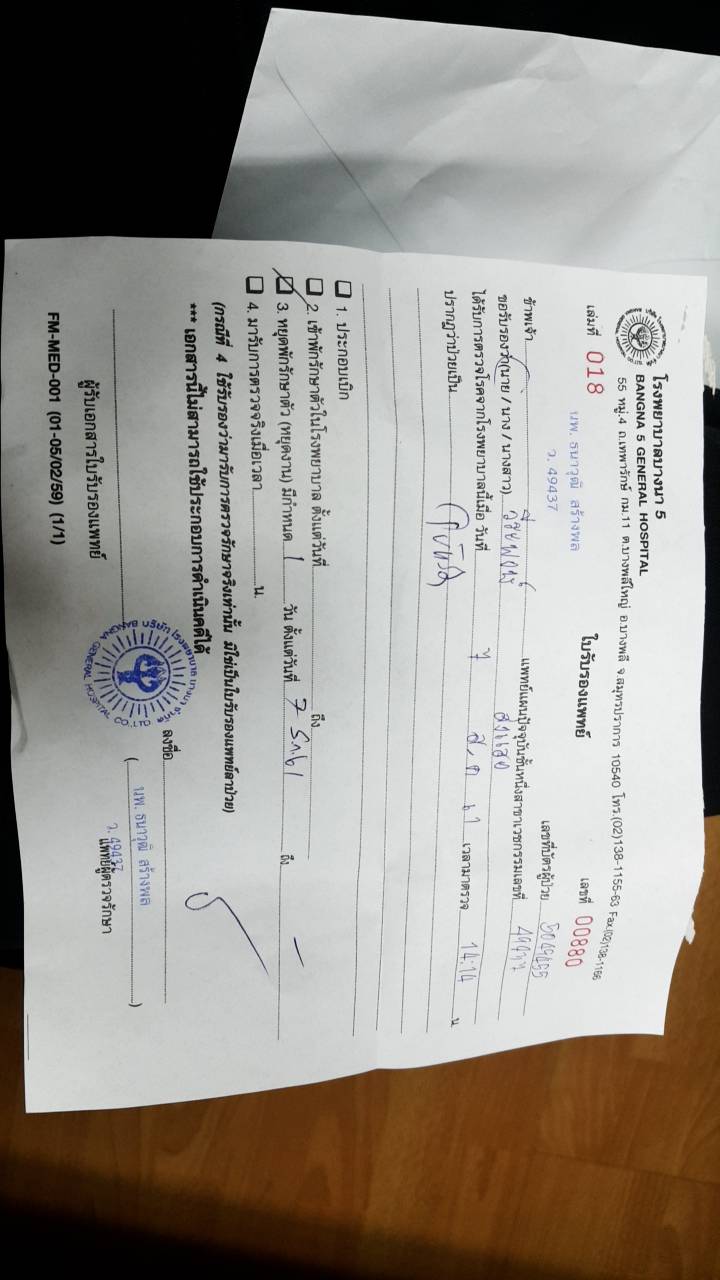 โรงพยาบาลบางนา 5
BANGNA 5 GENERAL HOSPITAL
55 หมู่.4 ถ.เทพารักษ์ กม.11 ต.บางพลีใหญ่ อ.บางพลี จ.สมุทรปราการ 10540 โทร.(02)138-1155-63 Fax.(02)138-1166
เล่มที่ 018 ใบรับรองแพทย์ เลขที่ 00880
นพ. ธนาวุฒิ สร้างพล
ว. 49437
เลขที่บัตรผู้ป่วย 5049455
ข้าพเจ้า แพทย์แผนปัจจุบันชั้นหนึ่งสาขาเวชกรรมเลขที่ 49437
ขอรับรองว่า(นาย / นาง / นางสาว)
ได้รับการตรวจโรคจากโรงพยาบาลนี้เมื่อ วันที่ 7 ส.ค 61 เวลามาตรวจ 14:14 น
ปรากฏว่าป่วยเป็น
1. ประกอบเบิก
2. เข้าพักรักษาตัวในโรงพยาบาล ตั้งแต่วันที่ ถึง
3. หยุดพักรักษาตัว (หยุดงาน) มีกำหนด 1 วัน ตั้งแต่วันที่ 7 ถึง -
4. มารับการตรวจจริงเมื่อเวลา น.
(กรณีที่ 4 ใช้รับรองว่ามารับการตรวจรักษาจริงเท่านั้น มิใช่เป็นใบรับรองแพทย์ลาป่วย)
*** เอกสารนี้ไม่สามารถใช้ประกอบการดำเนินคดีได้
บริษัท โรงพยาบาล บางนา จำกัด
BANGNA GENERAL HOSPITAL CO.,LTD.
ลงชื่อ
(นพ. ธนาวุฒิ สร้างพล)
ว. 49437
แพทย์ผู้ตรวจรักษา
ผู้รับเอกสารใบรับรองแพทย์
FM-MED-001 (01-05/02/59) (1/1)